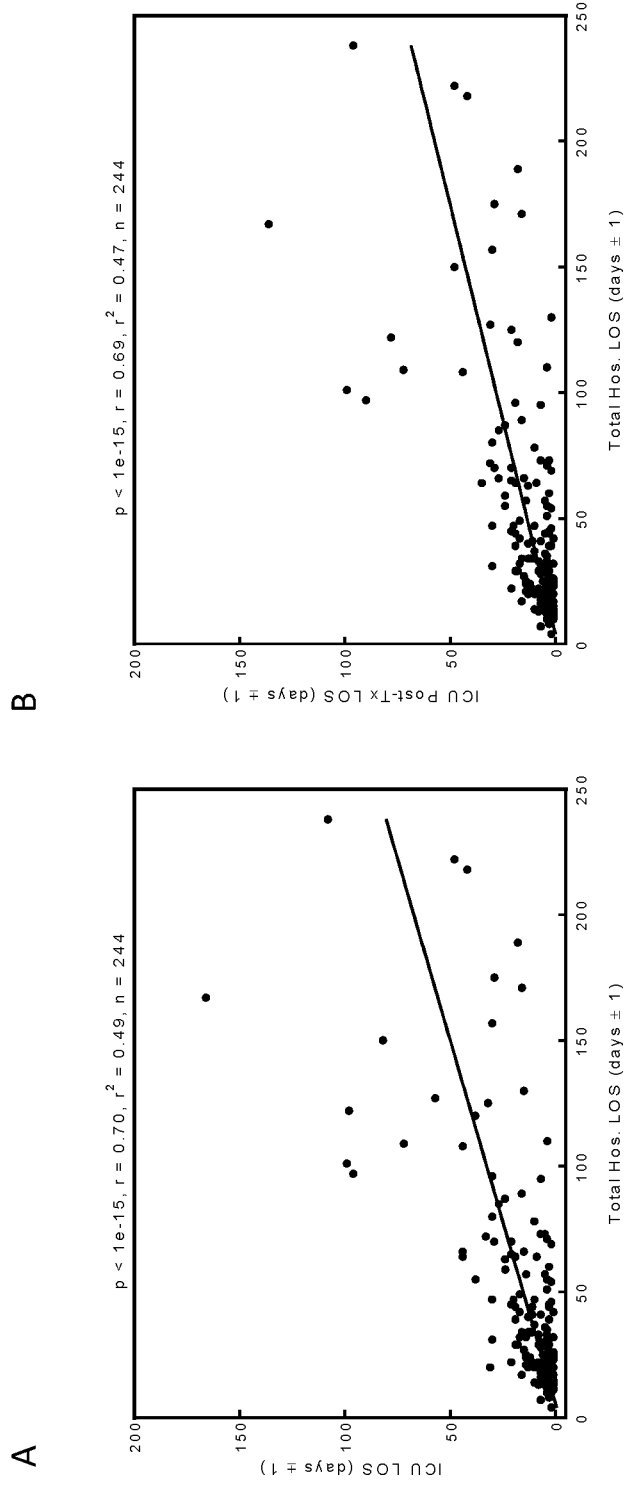 A
p < 1e-15, r = 0.70, r² = 0.49, n = 244
ICU LOS (days ± 1)
200
150
100
50
0
0 50 100 150 200 250
Total Hos. LOS (days ± 1)
B
p < 1e-15, r = 0.69, r² = 0.47, n = 244
ICU Post-Tx LOS (days ± 1)
200
150
100
50
0
0 50 100 150 200 250
Total Hos. LOS (days ± 1)